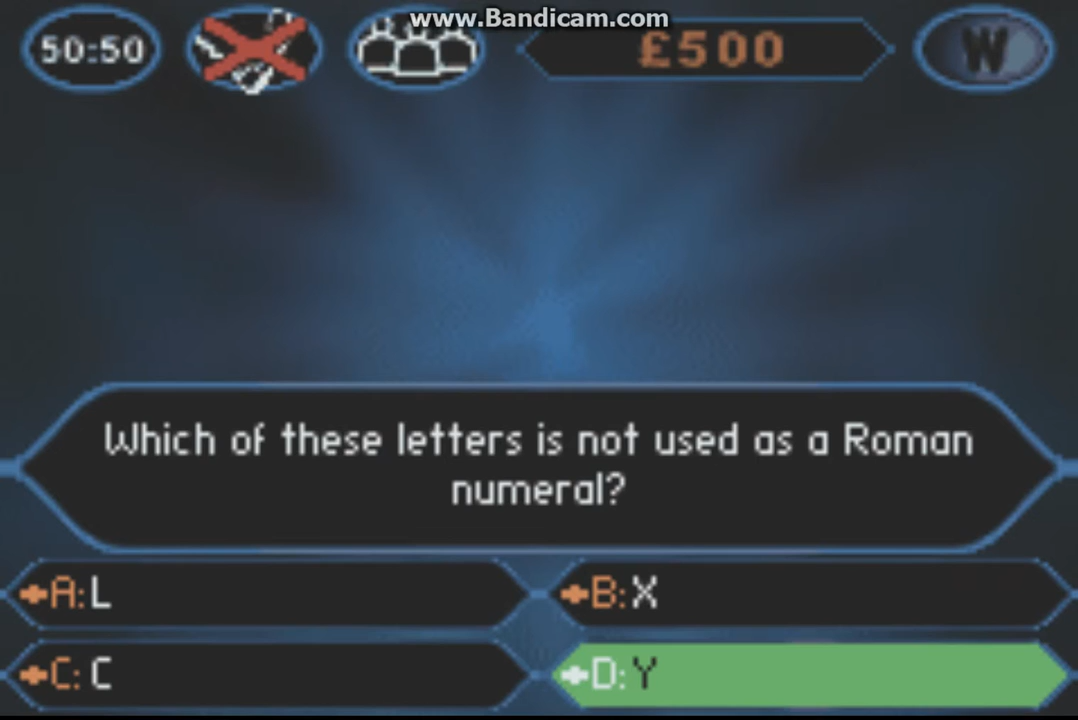 www.Bandicam.com
50:50
£500
W
Which of these letters is not used as a Roman
numeral?
A: L
B: X
C: C
D: Y